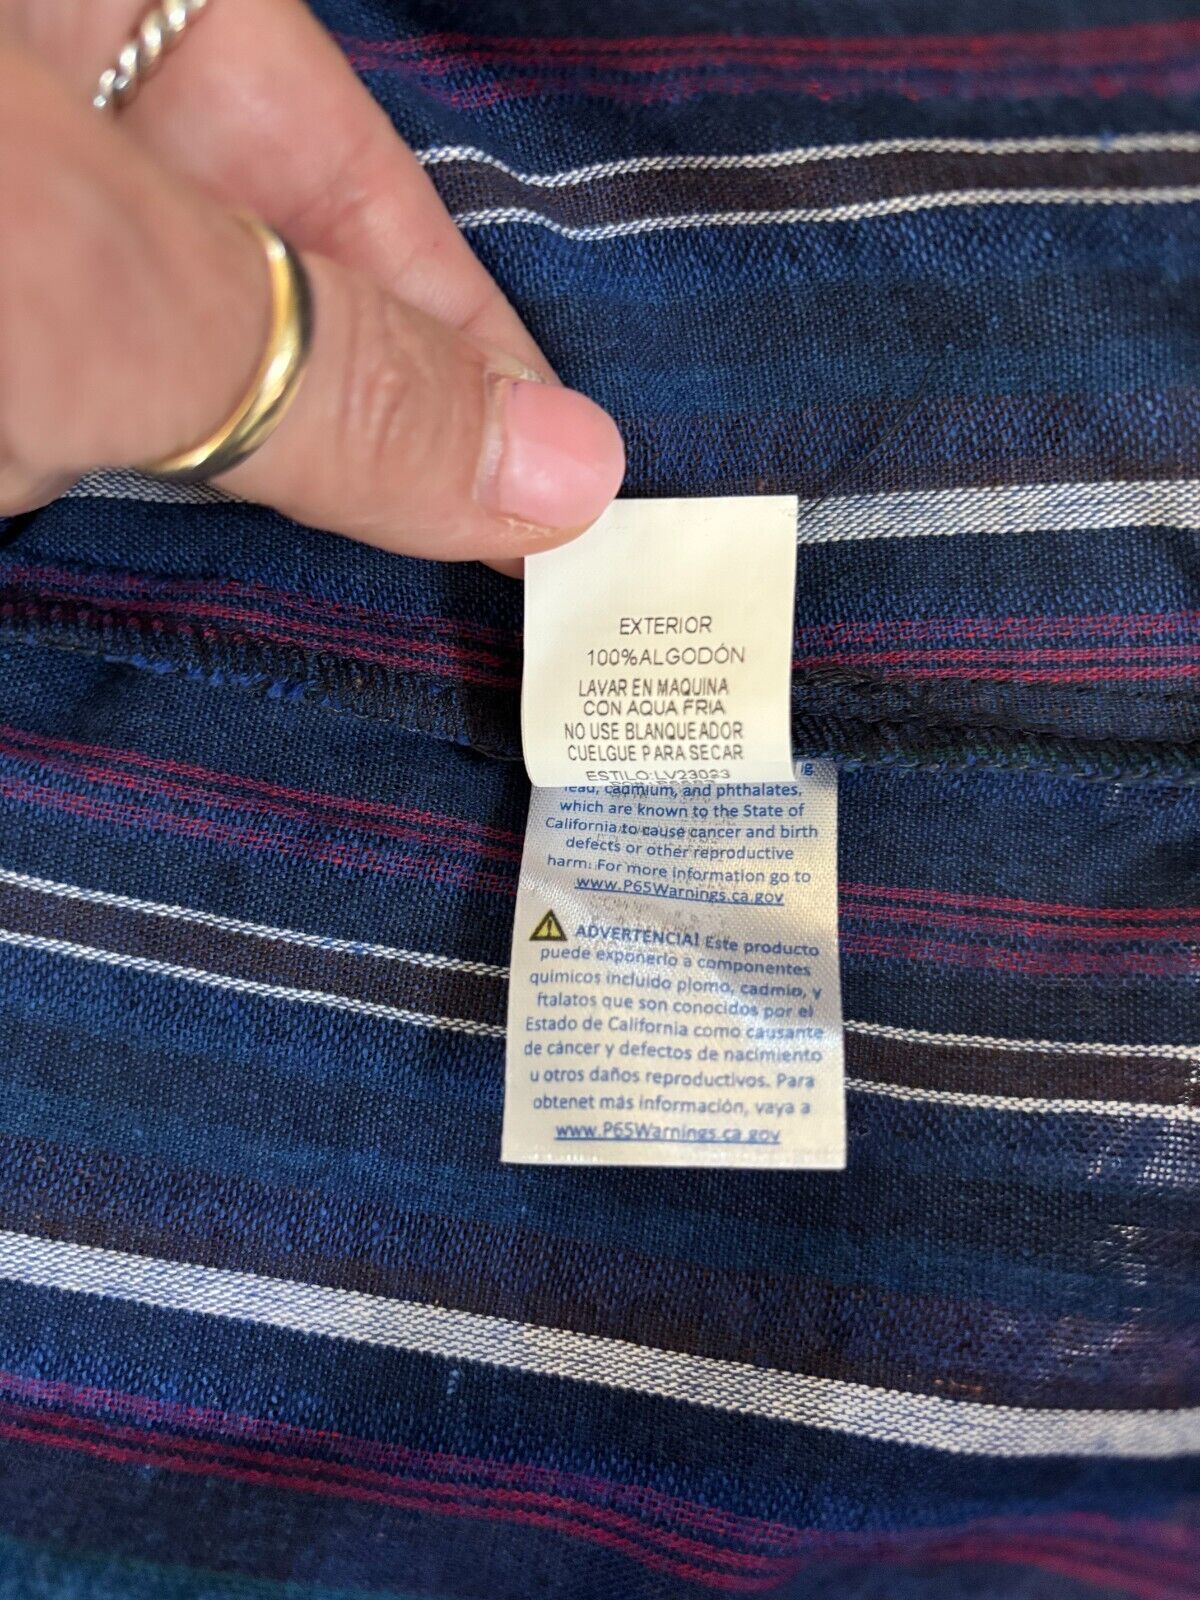 EXTERIOR
100%ALGODÓN
LAVAR EN MAQUINA
CON AQUA FRIA
NO USE BLANQUEADOR
CUELGUE PARA SECAR
ESTILO:LV23023
lead, cadmium, and phthalates,
which are known to the State of
California to cause cancer and birth
defects or other reproductive
harm. For more information go to
www.P65Warnings.ca.gov
ADVERTENCIA! Este producto
puede exponerlo a componentes
quimicos incluido plomo, cadmio, y
ftalatos que son conocidos por el
Estado de California como causante
de cáncer y defectos de nacimiento
u otros daños reproductivos. Para
obtenet más información, vaya a
www.P65Warnings.ca.gov